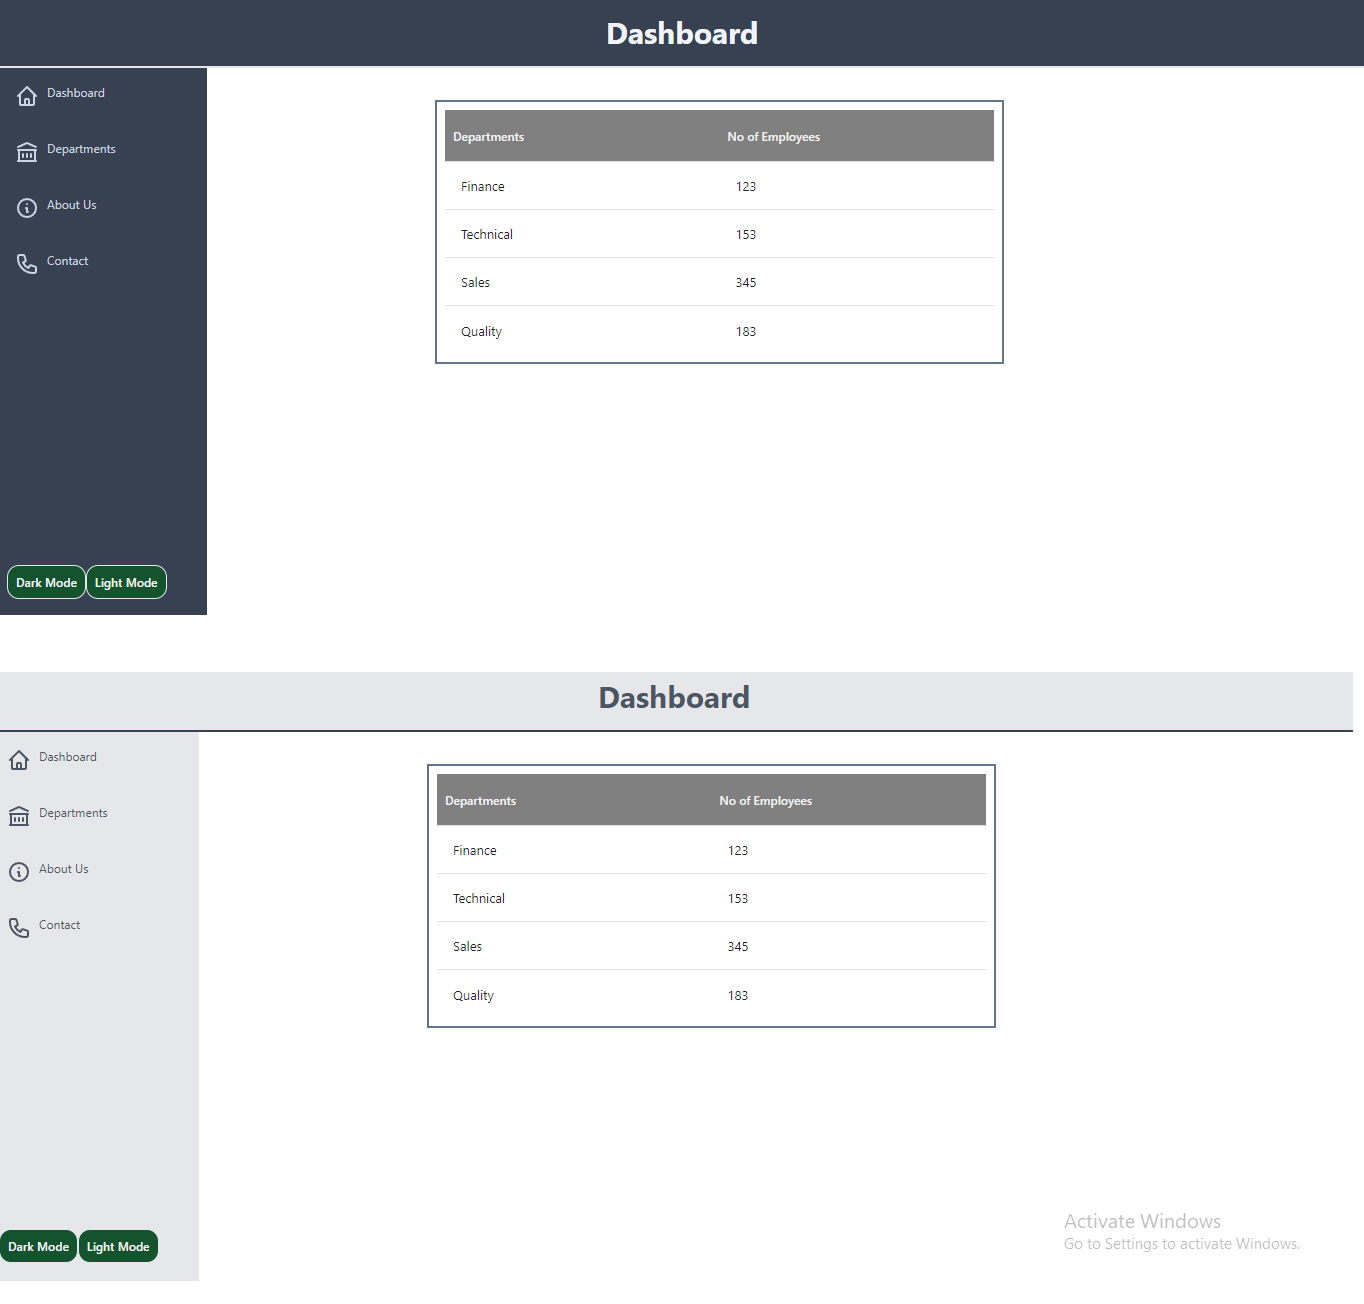 Dashboard
Dashboard
Departments
About Us
Contact
Departments No of Employees
Finance 123
Technical 153
Sales 345
Quality 183
Dark Mode Light Mode
Dashboard
Dashboard
Departments
About Us
Contact
Departments No of Employees
Finance 123
Technical 153
Sales 345
Quality 183
Dark Mode Light Mode
Activate Windows
Go to Settings to activate Windows.